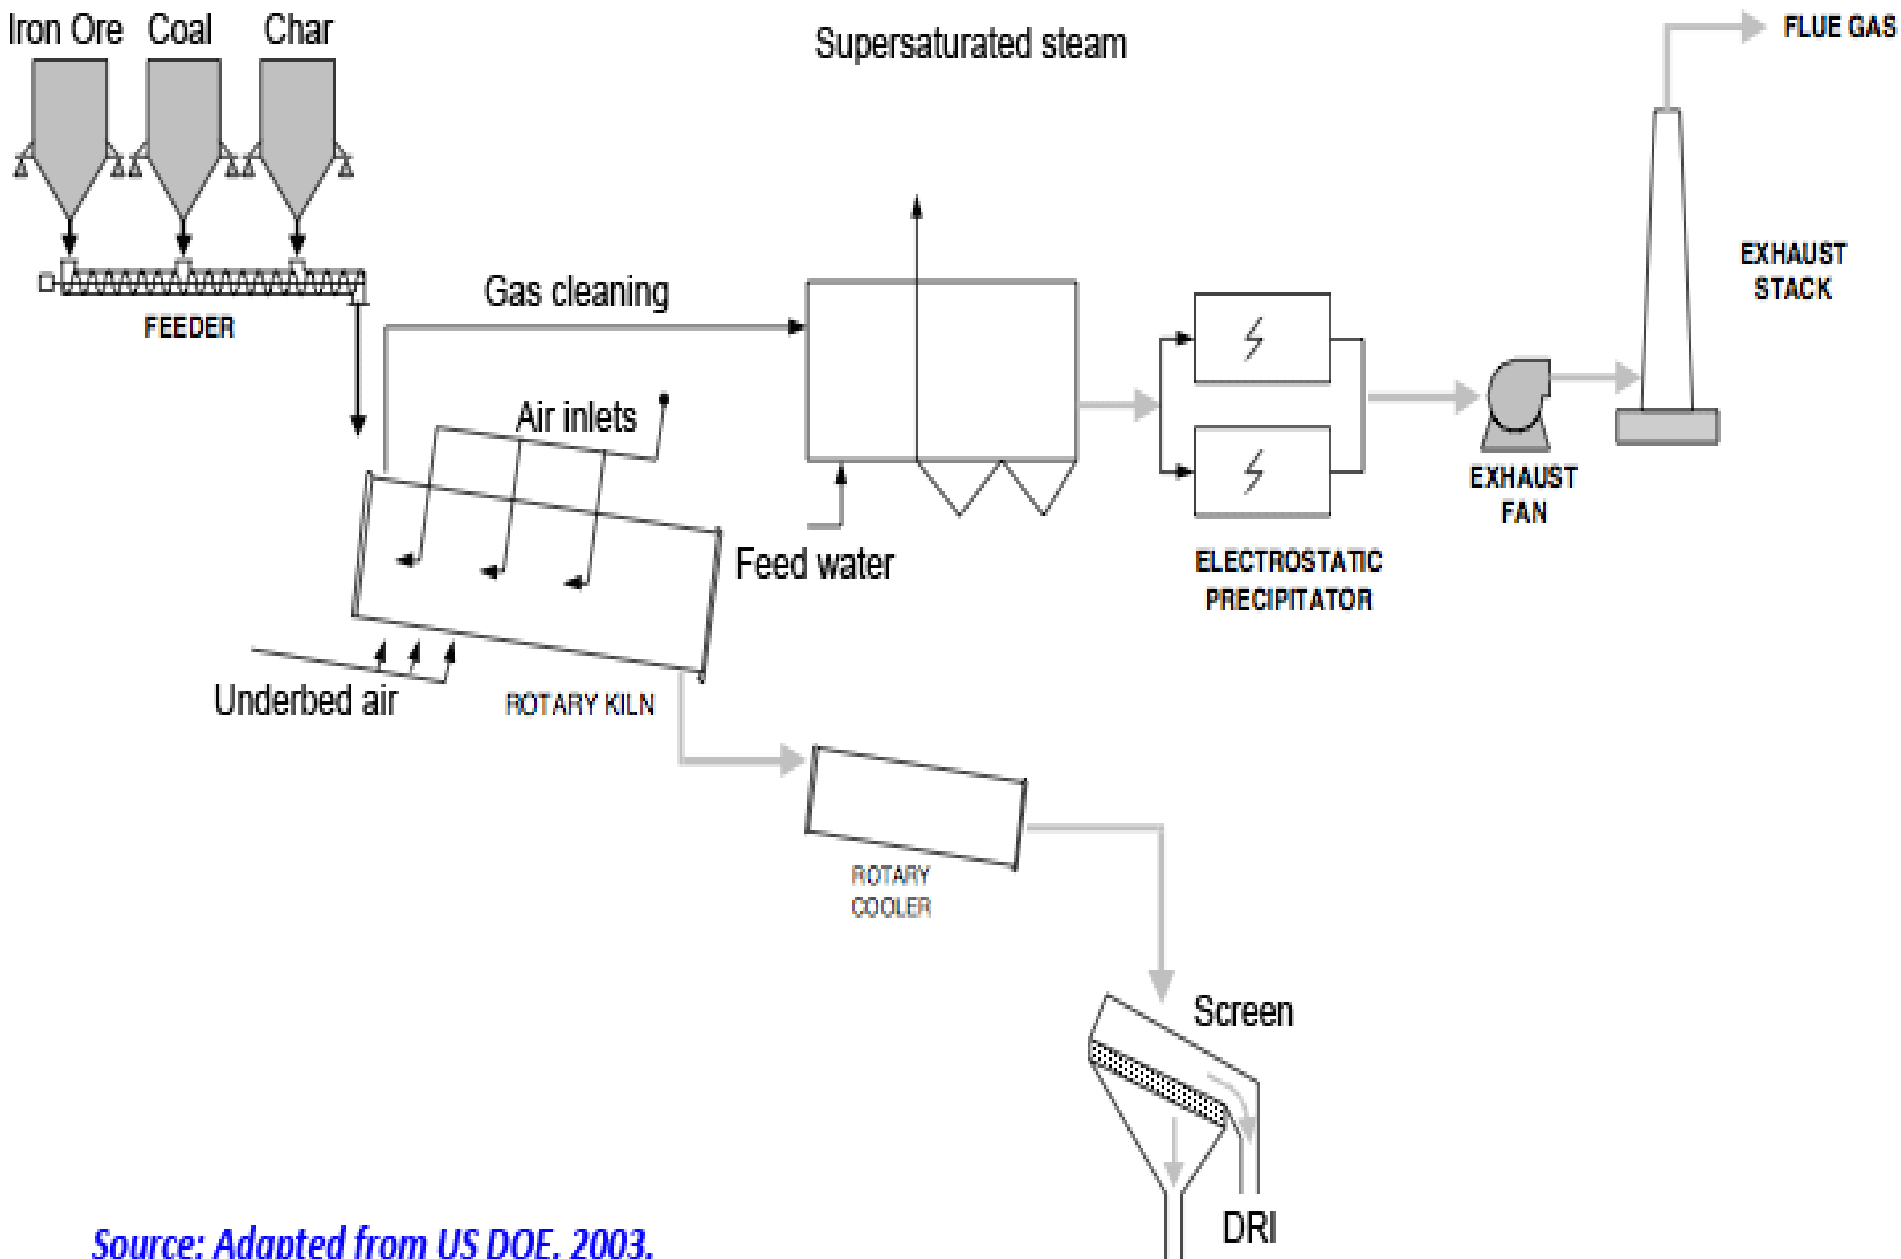 Iron Ore Coal Char
Supersaturated steam
FLUE GAS
EXHAUST
STACK
Gas cleaning
FEEDER
Air inlets
EXHAUST
FAN
Feed water
ELECTROSTATIC
PRECIPITATOR
Underbed air
ROTARY KILN
ROTARY
COOLER
Screen
DRI
Source: Adapted from US DOE, 2003.